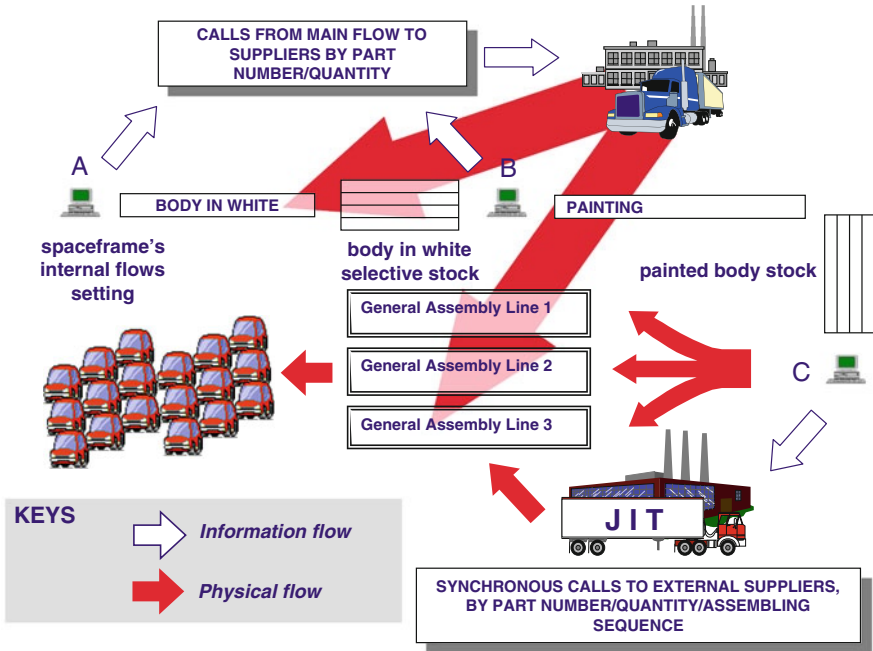 CALLS FROM MAIN FLOW TO
SUPPLIERS BY PART
NUMBER/QUANTITY
A
B
BODY IN WHITE
PAINTING
spaceframe's
internal flows
setting
body in white
selective stock
painted body stock
General Assembly Line 1
General Assembly Line 2
General Assembly Line 3
C
JIT
KEYS
Information flow
Physical flow
SYNCHRONOUS CALLS TO EXTERNAL SUPPLIERS,
BY PART NUMBER/QUANTITY/ASSEMBLING
SEQUENCE